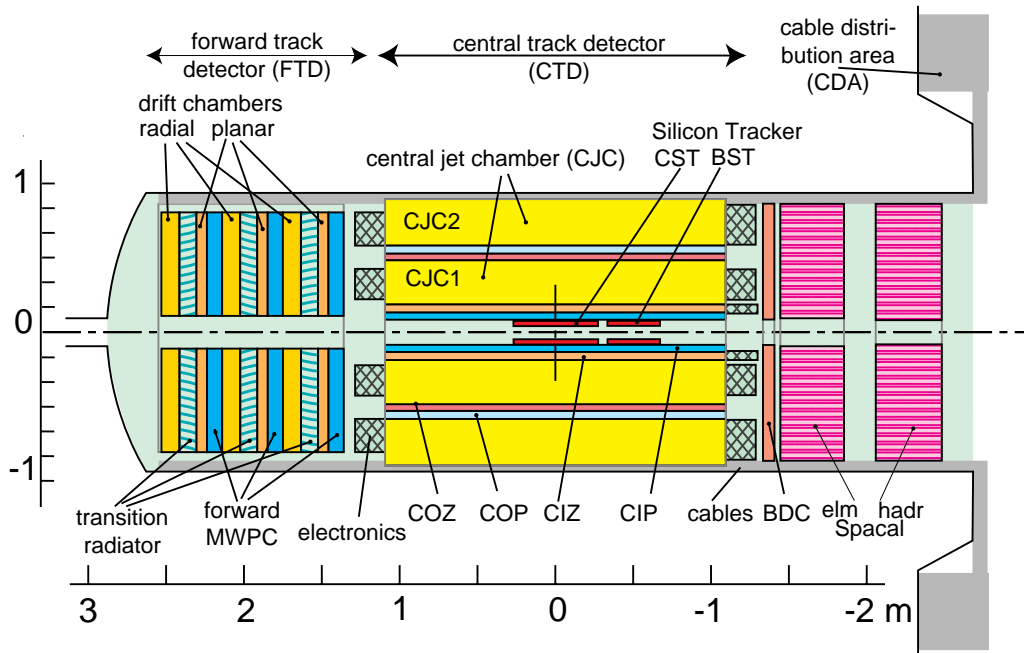 forward track
detector (FTD)
central track detector
(CTD)
cable distri-
bution area
(CDA)
drift chambers
radial planar
Silicon Tracker
CST BST
central jet chamber (CJC)
1
CJC2
CJC1
0
-1
transition
radiator
forward
MWPC
electronics
COZ
COP
CIZ
CIP
cables
BDC
elm
hadr
Spacal
3
2
1
0
-1
-2 m